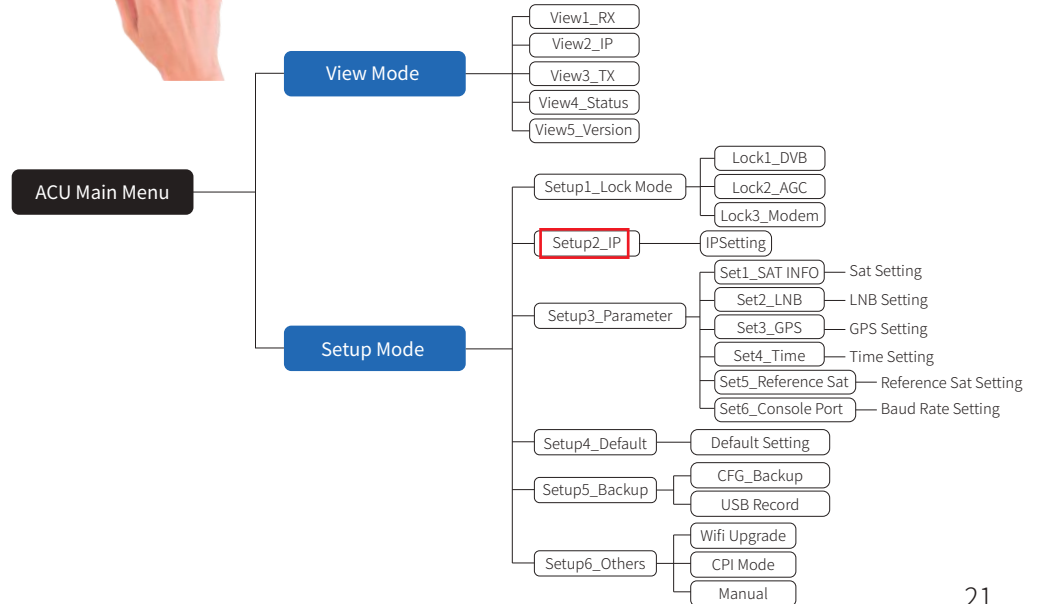 View1_RX
View2_IP
View Mode
View3_TX
View4_Status
View5_Version
ACU Main Menu
Lock1_DVB
Setup1_Lock Mode
Lock2_AGC
Lock3_Modem
Setup2_IP
IPSetting
Set1_SAT INFO
Sat Setting
Set2_LNB
LNB Setting
Setup3_Parameter
Set3_GPS
GPS Setting
Setup Mode
Set4_Time
Time Setting
Set5_Reference Sat
Reference Sat Setting
Set6_Console Port
Baud Rate Setting
Setup4_Default
Default Setting
CFG_Backup
Setup5_Backup
USB Record
Wifi Upgrade
Setup6_Others
CPI Mode
Manual
21